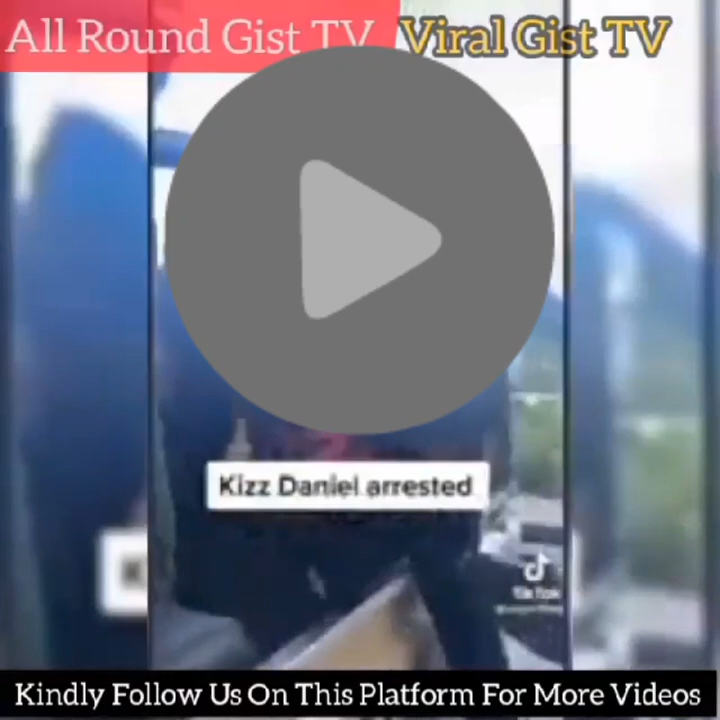 All Round Gist TV
Viral Gist TV
Kizz Daniel arrested
TikTok
Kindly Follow Us On This Platform For More Videos